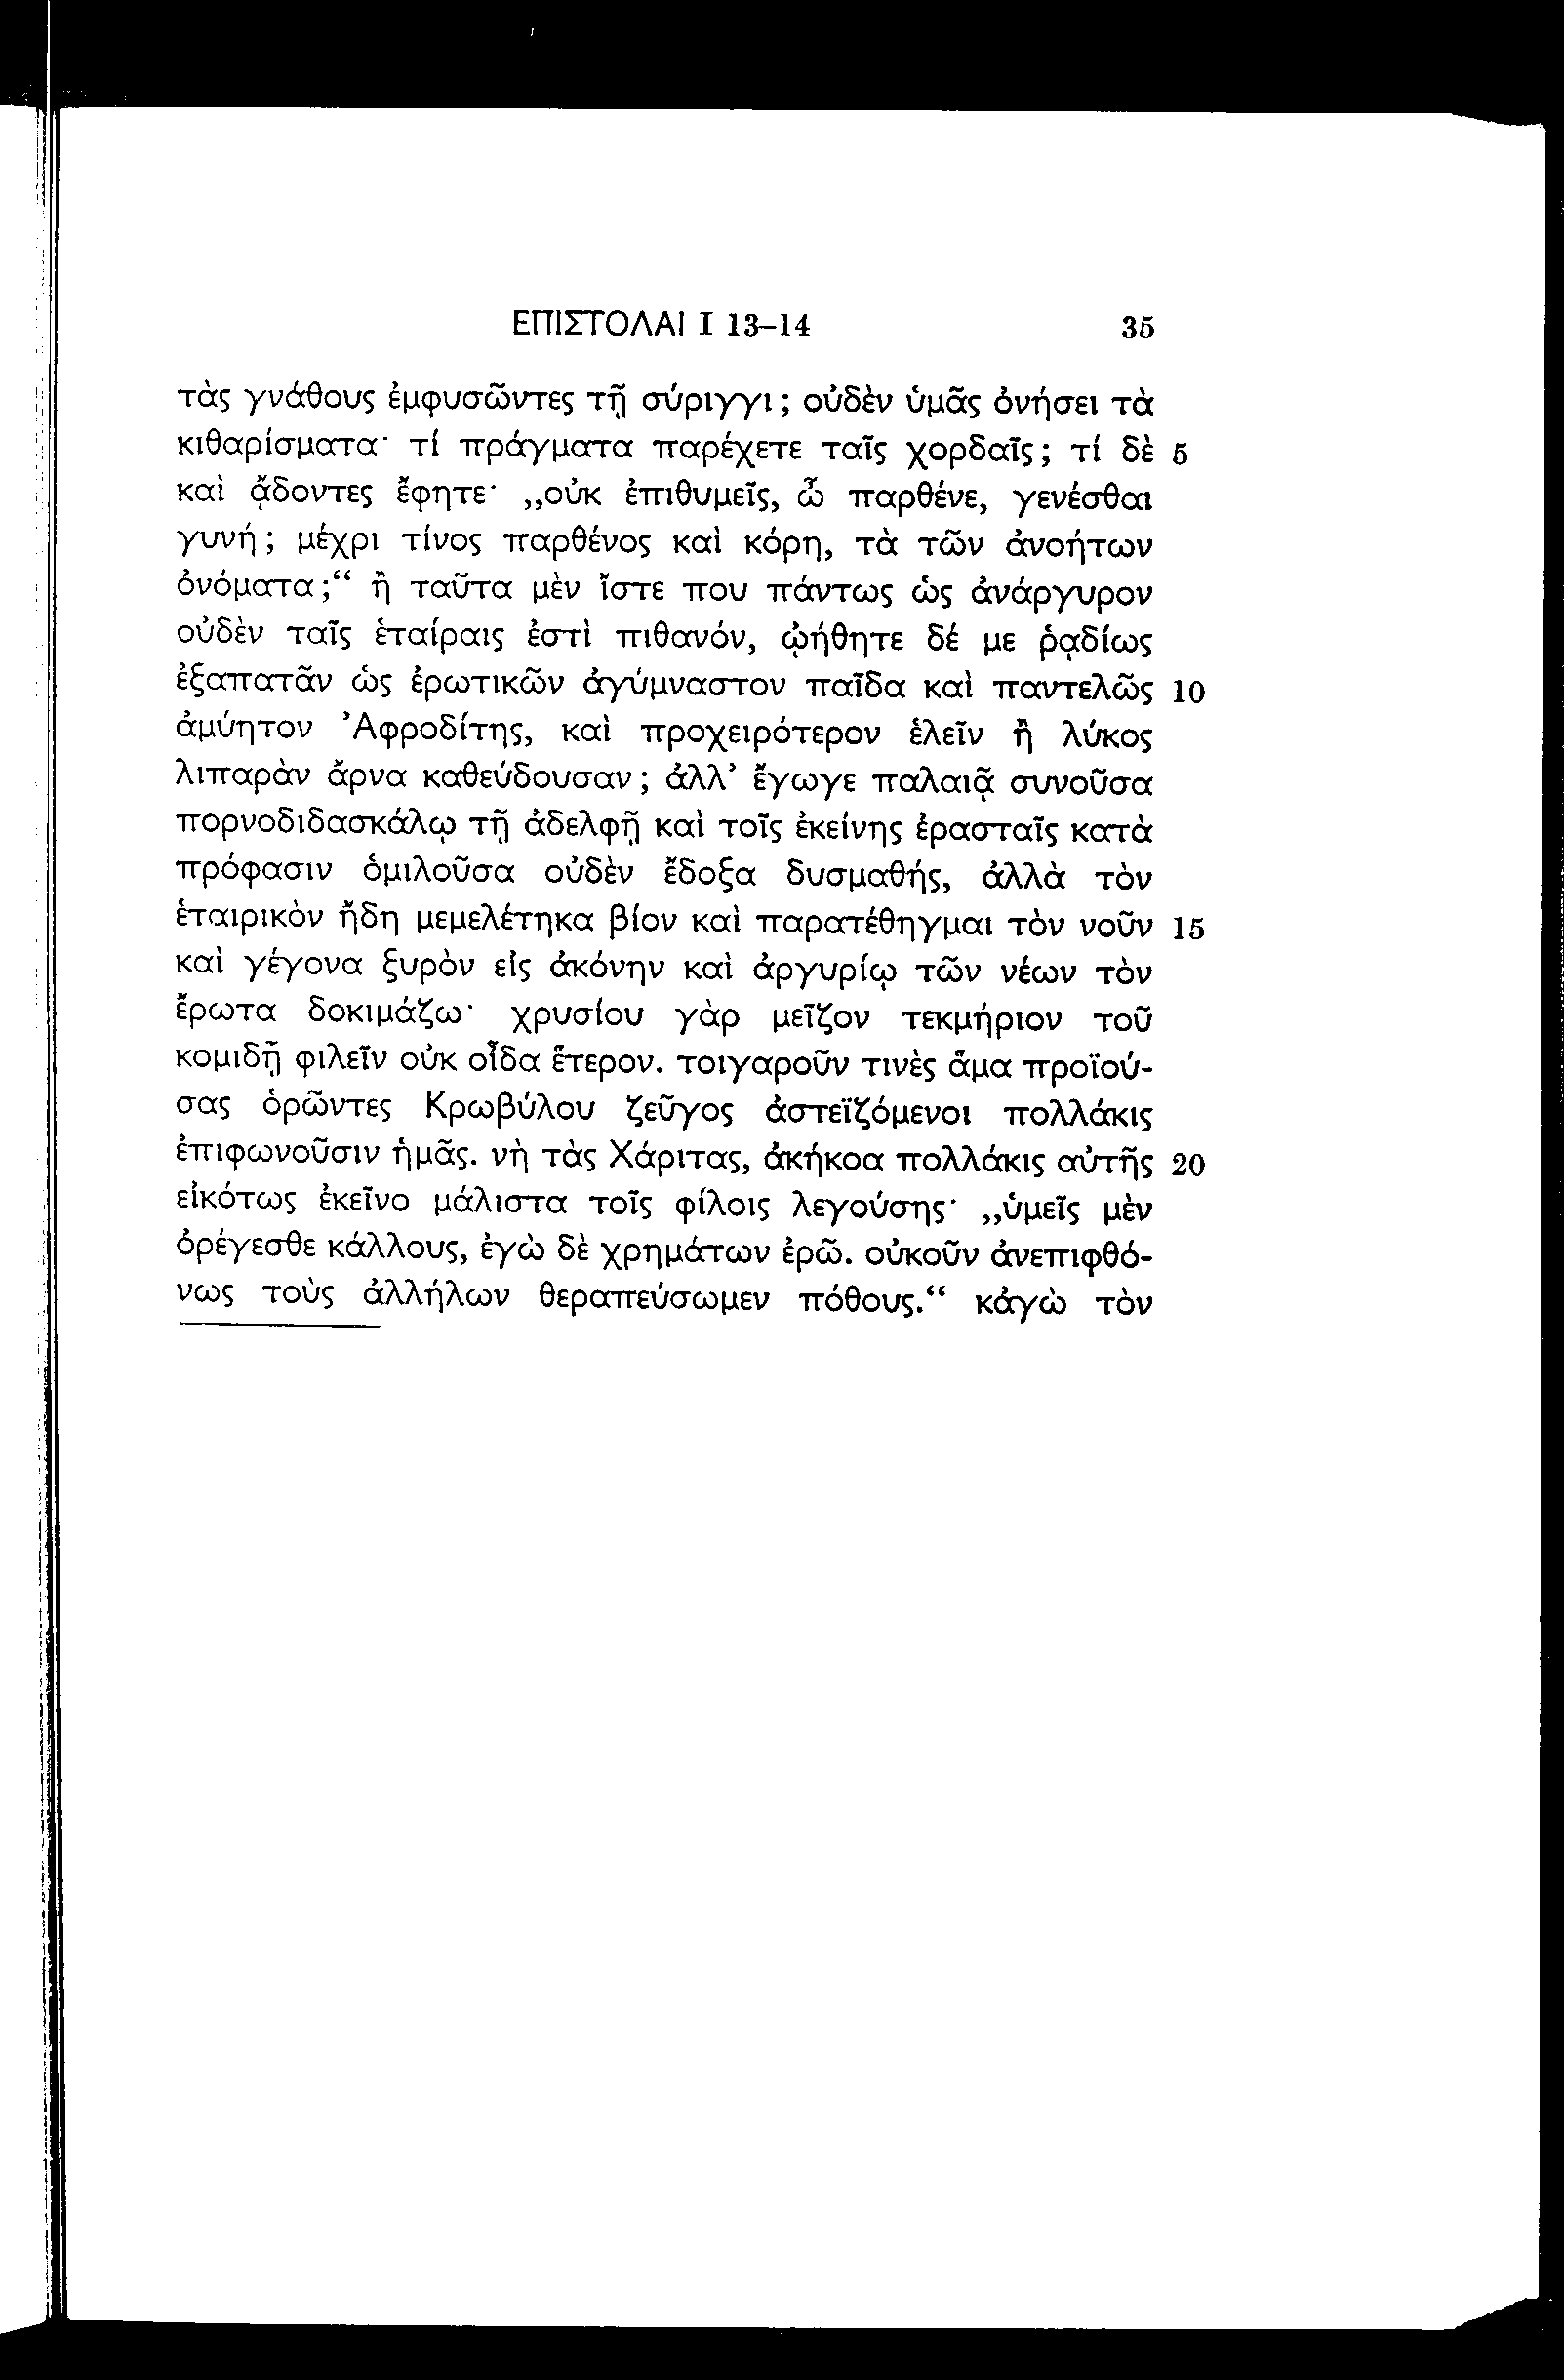 ΕΠΙΣΤΟΛΑΙ I 13–14 35
τὰς γνάθους ἐμφυσῶντες τῇ σύριγγι; οὐδὲν ὑμᾶς ὀνήσει τὰ
κιθαρίσματα· τί πράγματα παρέχετε ταῖς χορδαῖς; τί δὲ 5
καὶ ᾄδοντες ἔφητε· „οὐκ ἐπιθυμεῖς, ὦ παρθένε, γενέσθαι
γυνή; μέχρι τίνος παρθένος καὶ κόρη, τὰ τῶν ἀνοήτων
ὀνόματα;“ ἢ ταῦτα μὲν ἴστε που πάντως ὡς ἀνάργυρον
οὐδὲν ταῖς ἑταίραις ἐστὶ πιθανόν, ᾠήθητε δέ με ῥᾳδίως
ἐξαπατᾶν ὡς ἐρωτικῶν ἀγύμναστον παῖδα καὶ παντελῶς 10
ἀμύητον Ἀφροδίτης, καὶ προχειρότερον ἑλεῖν ἢ λύκος
λιπαρὰν ἄρνα καθεύδουσαν; ἀλλ’ ἔγωγε παλαιᾷ συνοῦσα
πορνοδιδασκάλῳ τῇ ἀδελφῇ καὶ τοῖς ἐκείνης ἐρασταῖς κατὰ
πρόφασιν ὁμιλοῦσα οὐδὲν ἔδοξα δυσμαθής, ἀλλὰ τὸν
ἑταιρικὸν ἤδη μεμελέτηκα βίον καὶ παρατέθηγμαι τὸν νοῦν 15
καὶ γέγονα ξυρὸν εἰς ἀκόνην καὶ ἀργυρίῳ τῶν νέων τὸν
ἔρωτα δοκιμάζω· χρυσίου γὰρ μεῖζον τεκμήριον τοῦ
κομιδῇ φιλεῖν οὐκ οἶδα ἕτερον. τοιγαροῦν τινὲς ἅμα προϊού-
σας ὁρῶντες Κρωβύλου ζεῦγος ἀστεϊζόμενοι πολλάκις
ἐπιφωνοῦσιν ἡμᾶς. νὴ τὰς Χάριτας, ἀκήκοα πολλάκις αὐτῆς 20
εἰκότως ἐκεῖνο μάλιστα τοῖς φίλοις λεγούσης· „ὑμεῖς μὲν
ὀρέγεσθε κάλλους, ἐγὼ δὲ χρημάτων ἐρῶ. οὐκοῦν ἀνεπιφθό-
νως τοὺς ἀλλήλων θεραπεύσωμεν πόθους.“ κἀγὼ τὸν